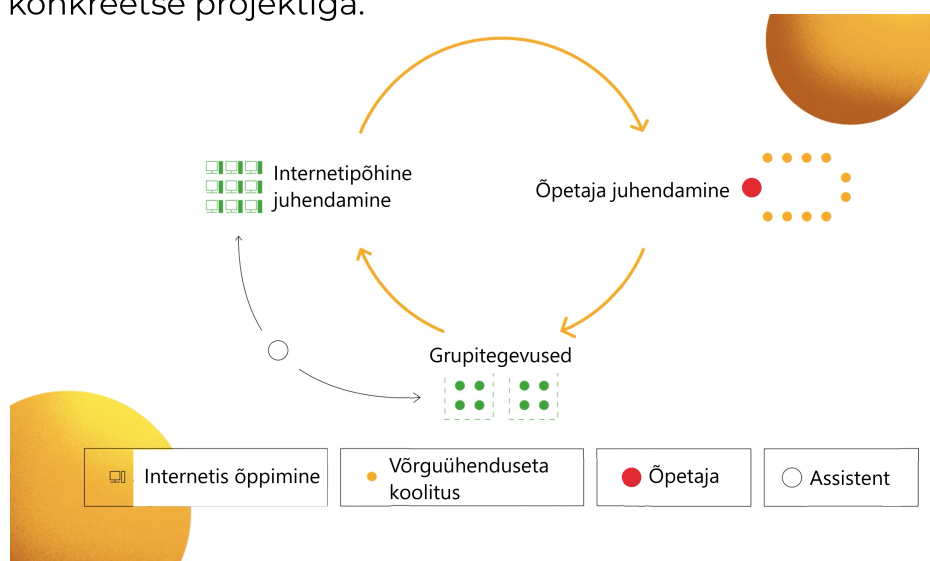 konkreetse projektiga.
Internetipõhine
juhendamine
Õpetaja juhendamine
Grupitegevused
Internetis õppimine
Võrguühenduseta
koolitus
Õpetaja
Assistent